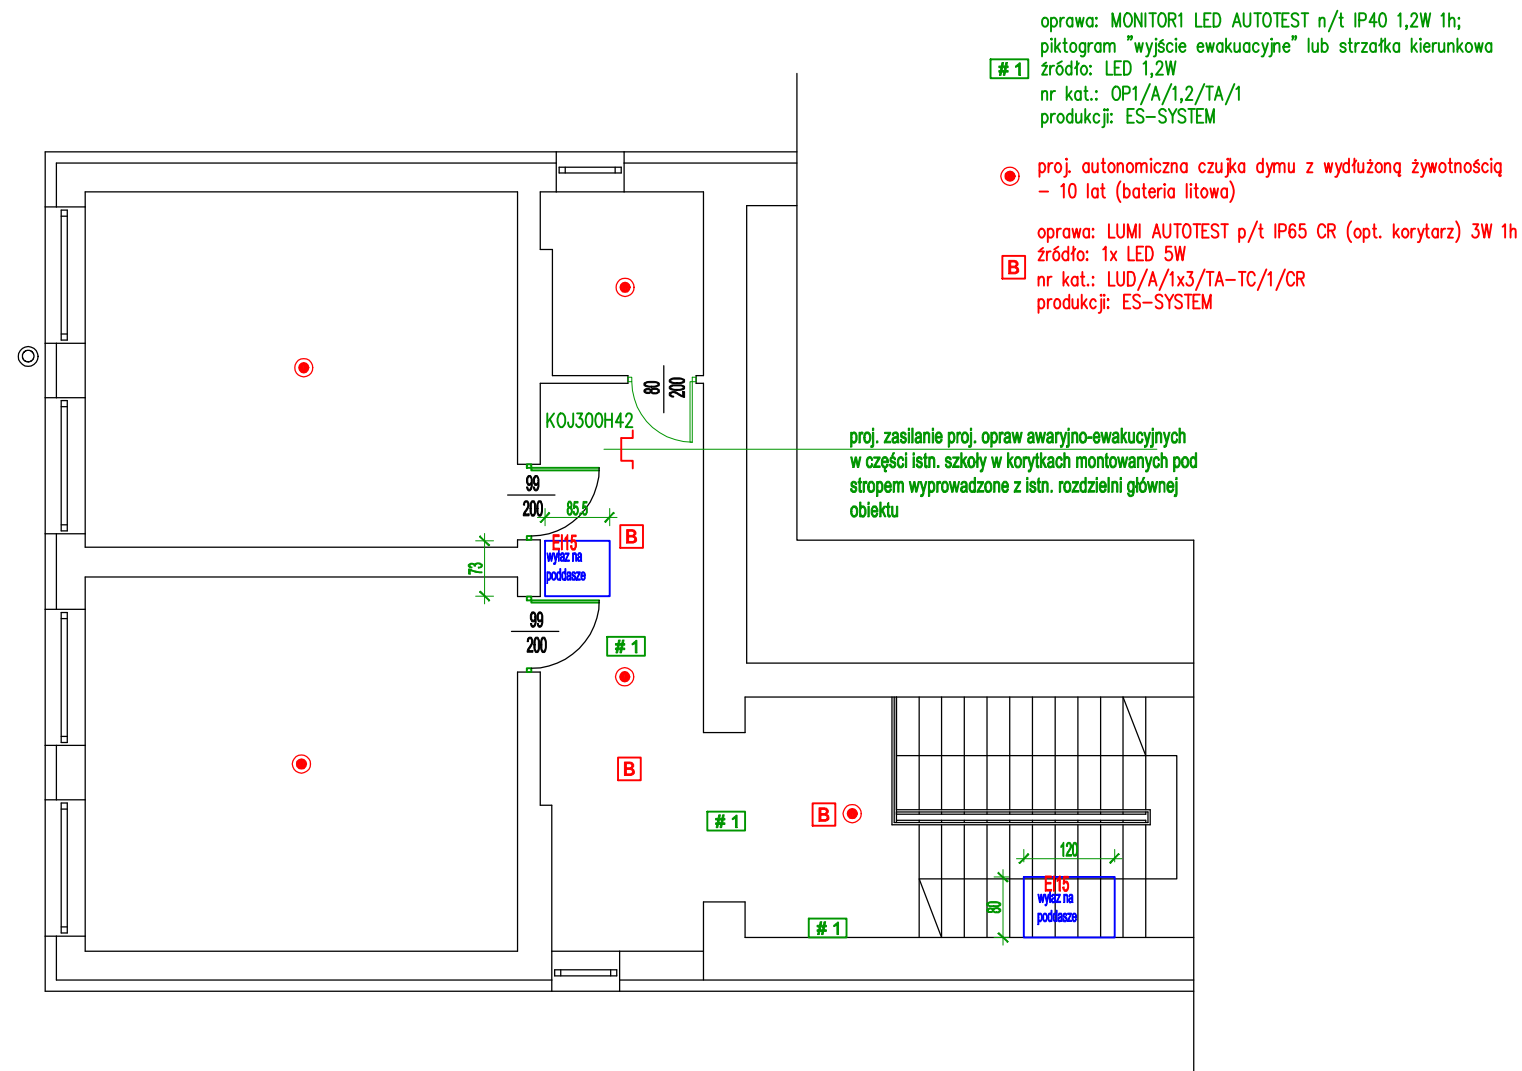 oprawa: MONITOR1 LED AUTOTEST n/t IP40 1,2W 1h;
piktogram "wyjście ewakuacyjne" lub strzałka kierunkowa
# 1 źródło: LED 1,2W
nr kat.: OP1/A/1,2/TA/1
produkcji: ES-SYSTEM
proj. autonomiczna czujka dymu z wydłużoną żywotnością
- 10 lat (bateria litowa)
oprawa: LUMI AUTOTEST p/t IP65 CR (opt. korytarz) 3W 1h
źródło: 1x LED 5W
B
nr kat.: LUD/A/1x3/TA-TC/1/CR
produkcji: ES-SYSTEM
80
200
KOJ300H42
proj. zasilanie proj. opraw awaryjno-ewakucyjnych
w części istn. szkoły w korytkach montowanych pod
stropem wyprowadzone z istn. rozdzielni głównej
obiektu
99
200
85,5
B
EI15
wyłaz na
poddasze
73
99
200
# 1
B
# 1
B
120
EI15
wyłaz na
poddasze
80
# 1